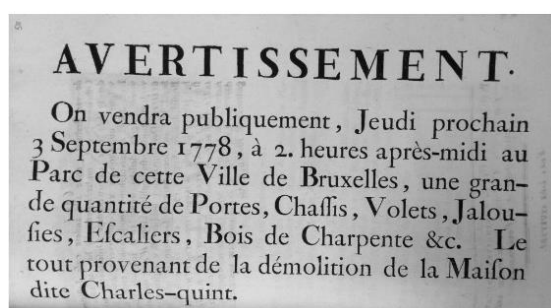 AVERTISSEMENT.
On vendra publiquement, Jeudi prochain
3 Septembre 1778, à 2. heures après-midi au
Parc de cette Ville de Bruxelles, une gran-
de quantité de Portes, Chaſſis, Volets, Jalou-
ſies, Eſcaliers, Bois de Charpente &c. Le
tout provenant de la démolition de la Maiſon
dite Charles-quint.